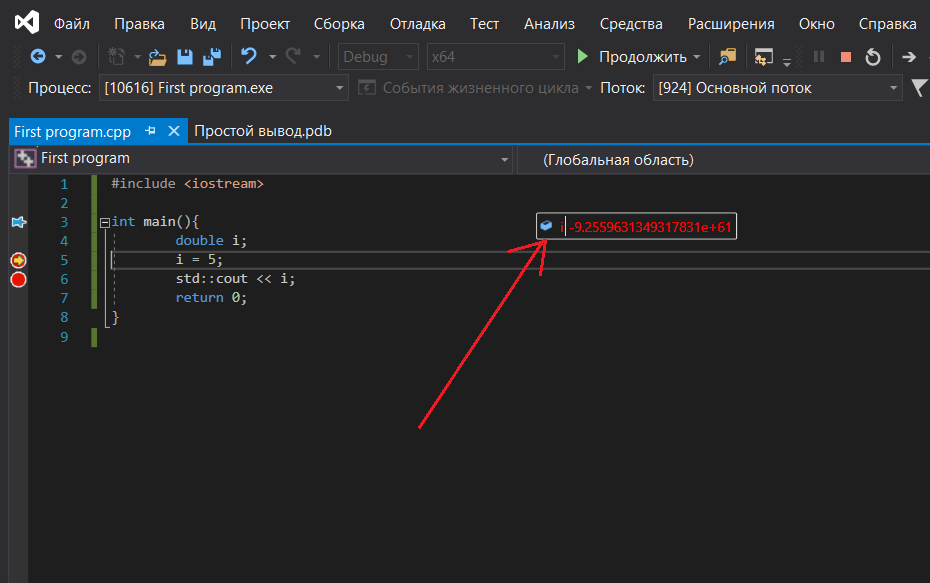 Файл Правка Вид Проект Сборка Отладка Тест Анализ Средства Расширения Окно Справка
Debug x64 Продолжить
Процесс: [10616] First program.exe События жизненного цикла Поток: [924] Основной поток
First program.cpp Простой вывод.pdb
First program (Глобальная область)
1 #include <iostream>
2
3 int main(){
i -9.2559631349317831e+61
4 double i;
5 i = 5;
6 std::cout << i;
7 return 0;
8 }
9